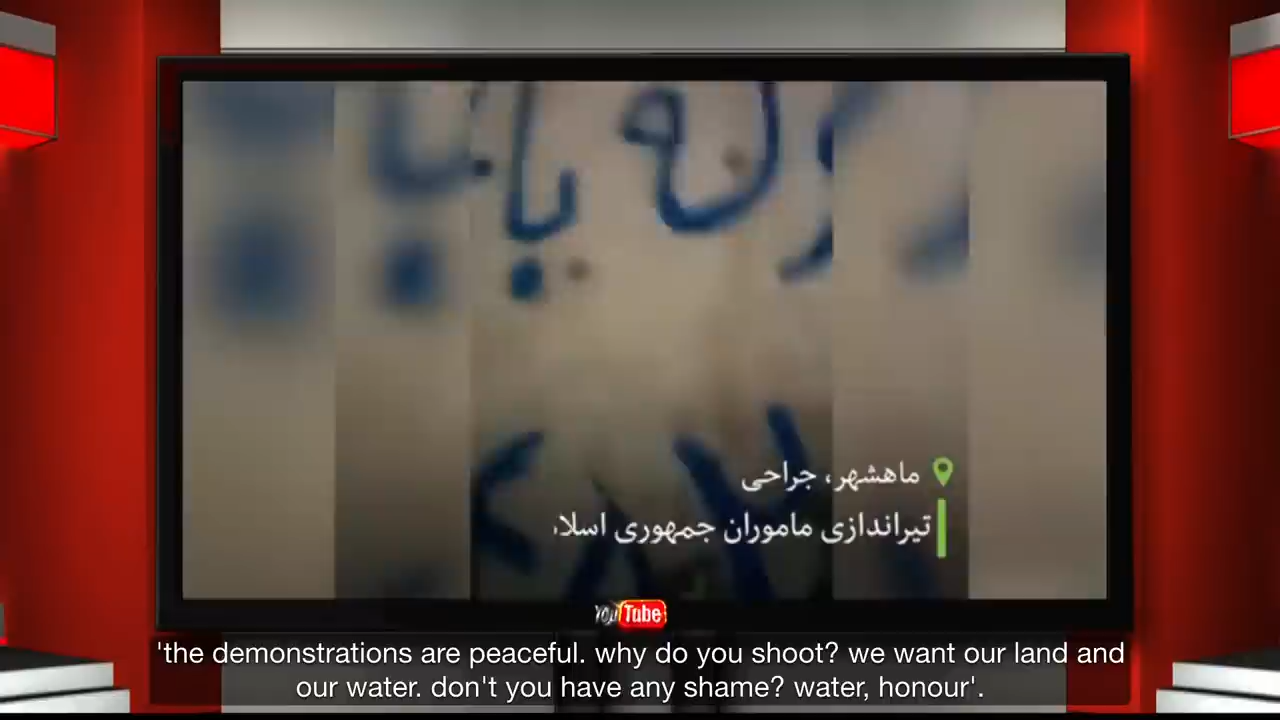 ماهشهر، جراحی
تیراندازی ماموران جمهوری اسلا
YouTube
'the demonstrations are peaceful. why do you shoot? we want our land and
our water. don't you have any shame? water, honour'.